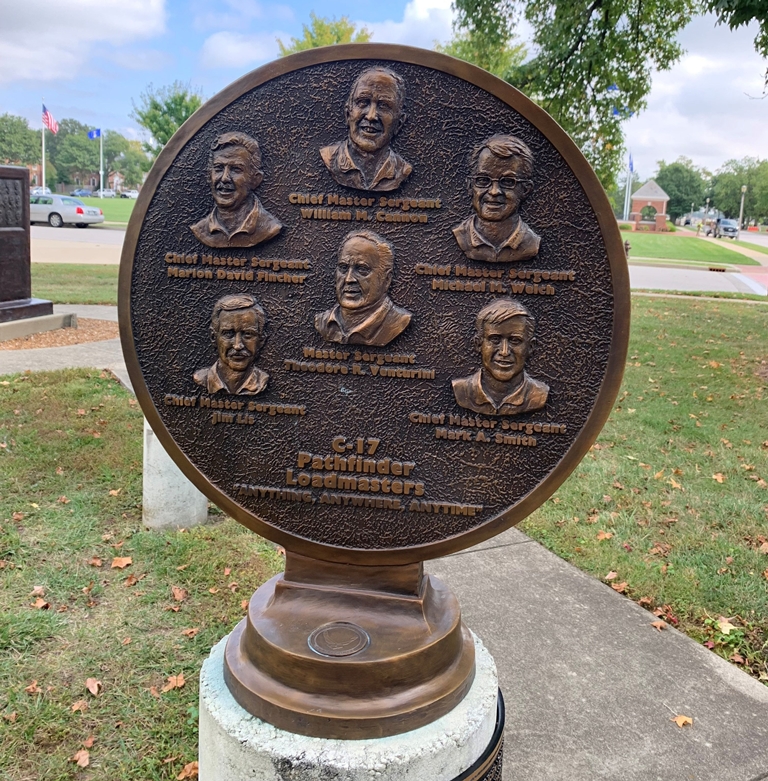 Chief Master Sergeant
William M. Cannon
Chief Master Sergeant
Marion David Fincher
Chief Master Sergeant
Michael M. Welch
Master Sergeant
Theodore R. Venturini
Chief Master Sergeant
Jim Lis
Chief Master Sergeant
Mark A. Smith
C-17
Pathfinder
Loadmasters
"ANYTHING, ANYWHERE, ANYTIME"